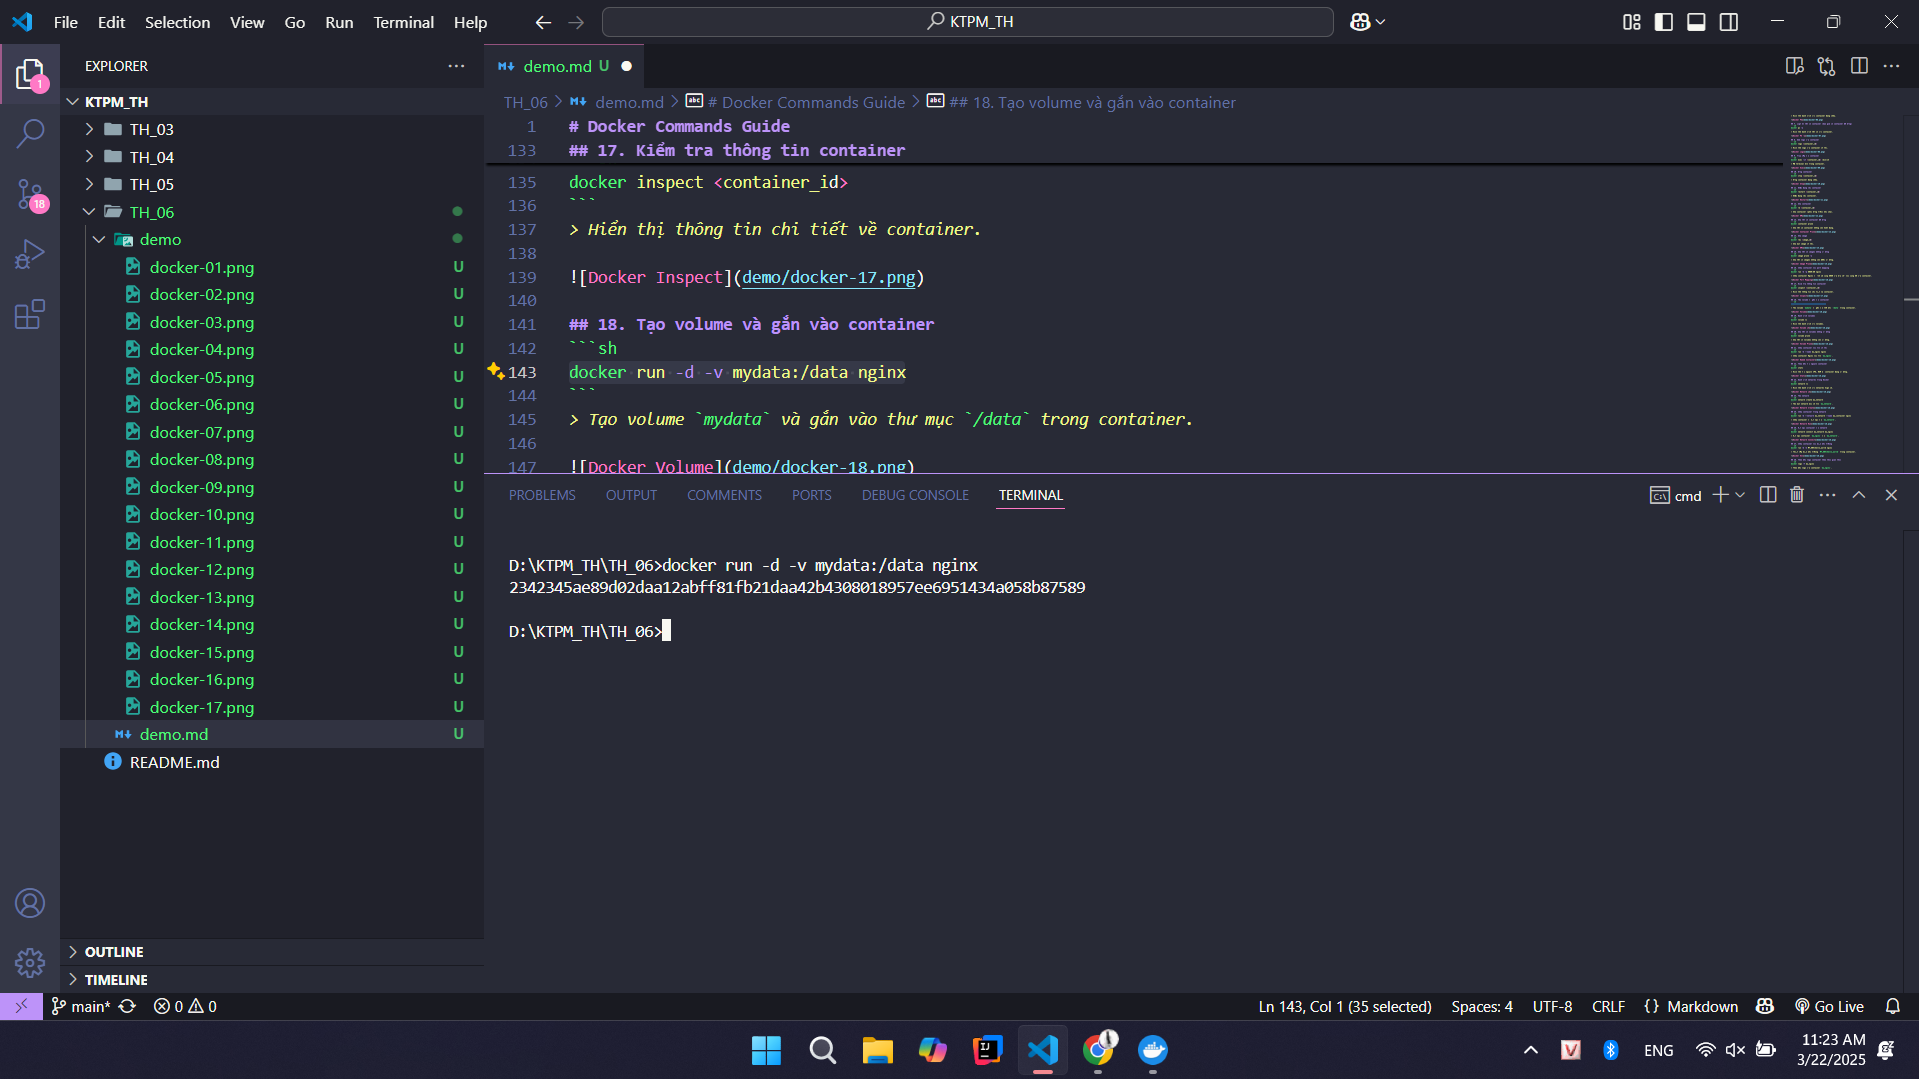 File Edit Selection View Go Run Terminal Help
KTPM_TH
EXPLORER
1
18
KTPM_TH
TH_03
TH_04
TH_05
TH_06
demo
docker-01.png U
docker-02.png U
docker-03.png U
docker-04.png U
docker-05.png U
docker-06.png U
docker-07.png U
docker-08.png U
docker-09.png U
docker-10.png U
docker-11.png U
docker-12.png U
docker-13.png U
docker-14.png U
docker-15.png U
docker-16.png U
docker-17.png U
demo.md U
README.md
OUTLINE
TIMELINE
demo.md U
TH_06 > demo.md > # Docker Commands Guide > ## 18. Tạo volume và gắn vào container
1 # Docker Commands Guide
133 ## 17. Kiểm tra thông tin container
135 docker inspect <container_id>
136 ```
137 > Hiển thị thông tin chi tiết về container.
138
139 ![Docker Inspect](demo/docker-17.png)
140
141 ## 18. Tạo volume và gắn vào container
142 ```sh
143 docker run -d -v mydata:/data nginx
144 ```
145 > Tạo volume `mydata` và gắn vào thư mục `/data` trong container.
146
147 ![Docker Volume](demo/docker-18.png)
PROBLEMS OUTPUT COMMENTS PORTS DEBUG CONSOLE TERMINAL
cmd
D:\KTPM_TH\TH_06>docker run -d -v mydata:/data nginx
2342345ae89d02daa12abff81fb21daa42b4308018957ee6951434a058b87589
D:\KTPM_TH\TH_06>
main* 0 0
Ln 143, Col 1 (35 selected) Spaces: 4 UTF-8 CRLF {} Markdown Go Live
ENG
11:23 AM
3/22/2025